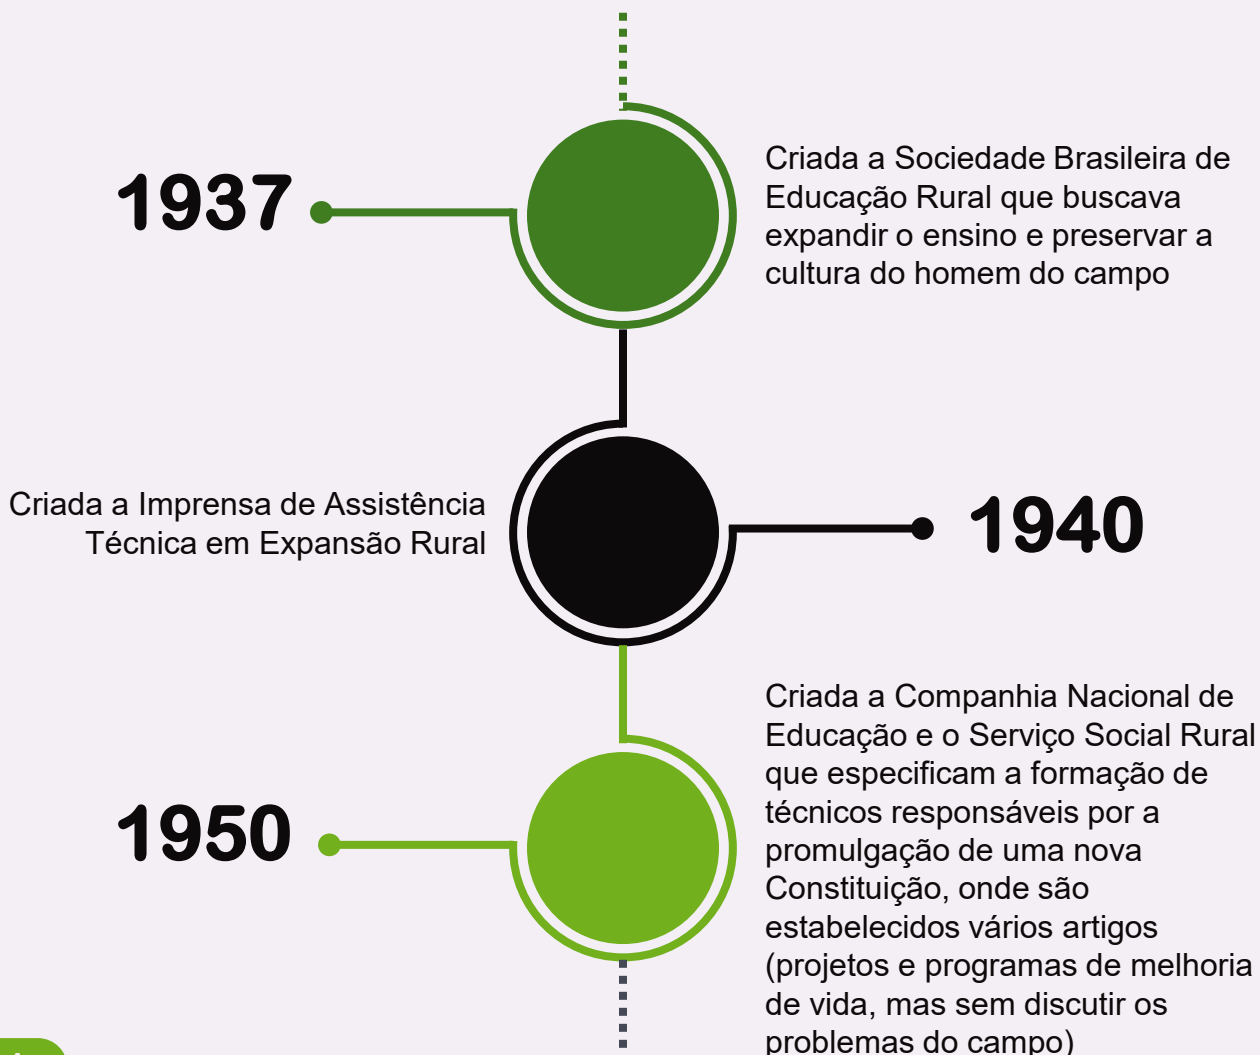 1937
Criada a Sociedade Brasileira de
Educação Rural que buscava
expandir o ensino e preservar a
cultura do homem do campo
Criada a Imprensa de Assistência
Técnica em Expansão Rural
1940
1950
Criada a Companhia Nacional de
Educação e o Serviço Social Rural
que especificam a formação de
técnicos responsáveis por a
promulgação de uma nova
Constituição, onde são
estabelecidos vários artigos
(projetos e programas de melhoria
de vida, mas sem discutir os
problemas do campo)